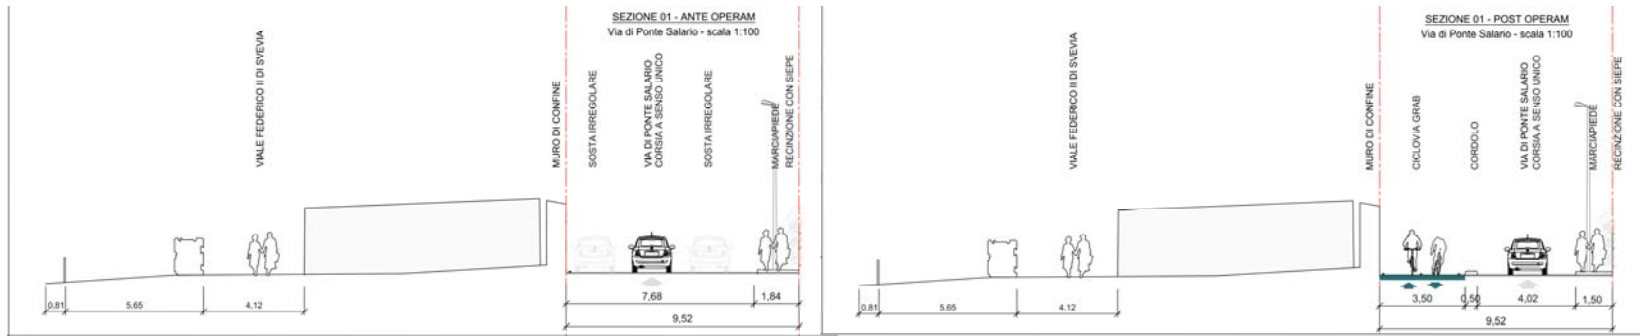 SEZIONE 01 - ANTE OPERAM
Via di Ponte Salario - scala 1:100
VIALE FEDERICO II DI SVEVIA
MURO DI CONFINE
SOSTA IRREGOLARE
VIA DI PONTE SALARIO
CORSIA A SENSO UNICO
SOSTA IRREGOLARE
MARCIAPIEDE
RECINZIONE CON SIEPE
0.81
5.65
4.12
7,68
1,84
9,52
SEZIONE 01 - POST OPERAM
Via di Ponte Salario - scala 1:100
VIALE FEDERICO II DI SVEVIA
MURO DI CONFINE
CICLOVIA GRAB
CORDOLO
VIA DI PONTE SALARIO
CORSIA A SENSO UNICO
MARCIAPIEDE
RECINZIONE CON SIEPE
0.81
5.65
4.12
3,50
0,50
4,02
1,50
9,52